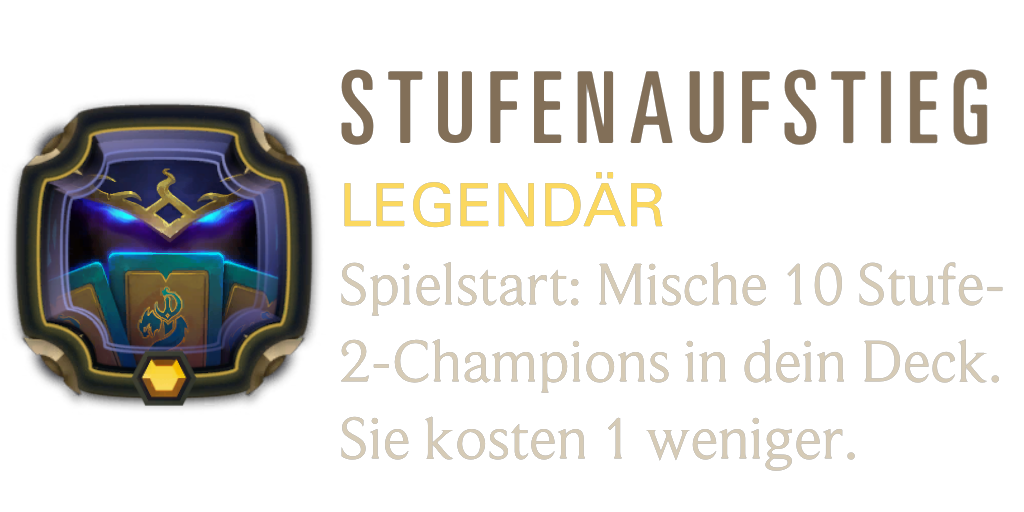 STUFENAUFSTIEG
LEGENDÄR
Spielstart: Mische 10 Stufe-
2-Champions in dein Deck.
Sie kosten 1 weniger.